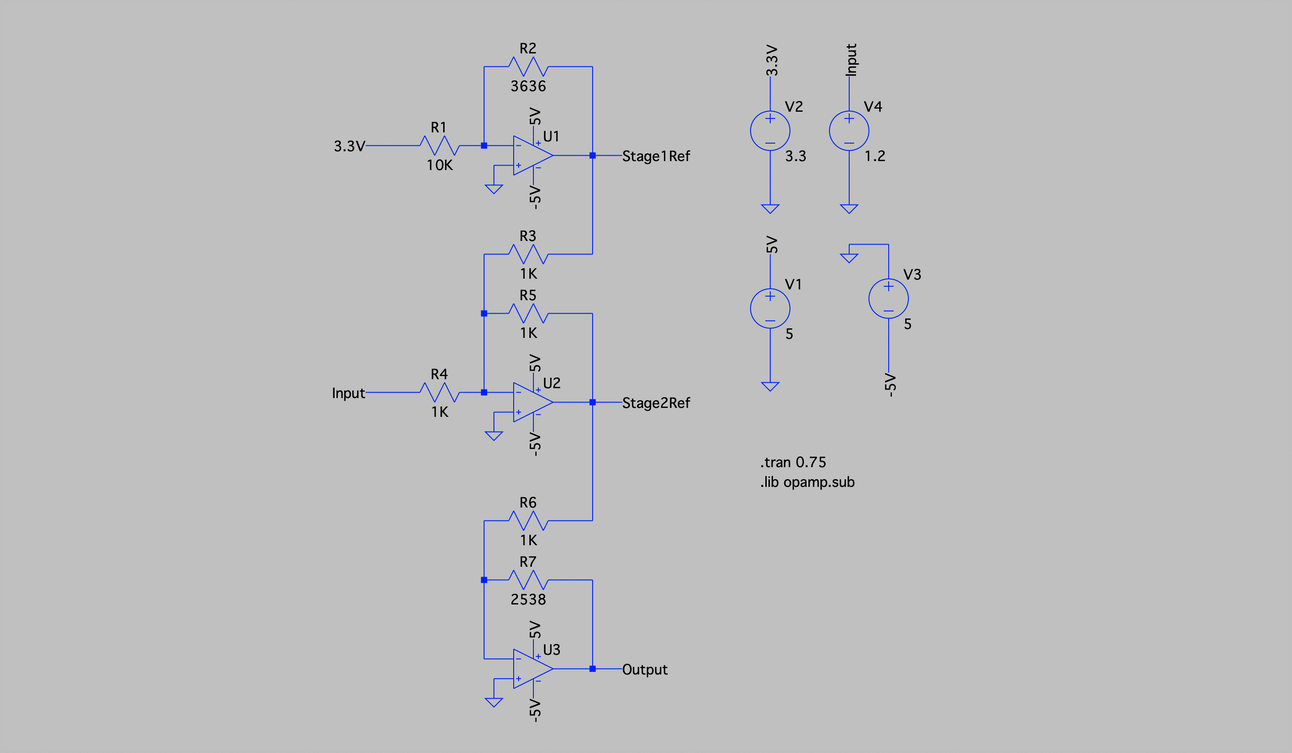 R2
3636
5V
U1
R1
3.3V
10K
-5V
Stage1Ref
R3
1K
R5
1K
5V
U2
R4
Input
1K
-5V
Stage2Ref
R6
1K
R7
2538
5V
U3
Output
-5V
3.3V
V2
3.3
Input
V4
1.2
5V
V1
5
V3
5
-5V
.tran 0.75
.lib opamp.sub